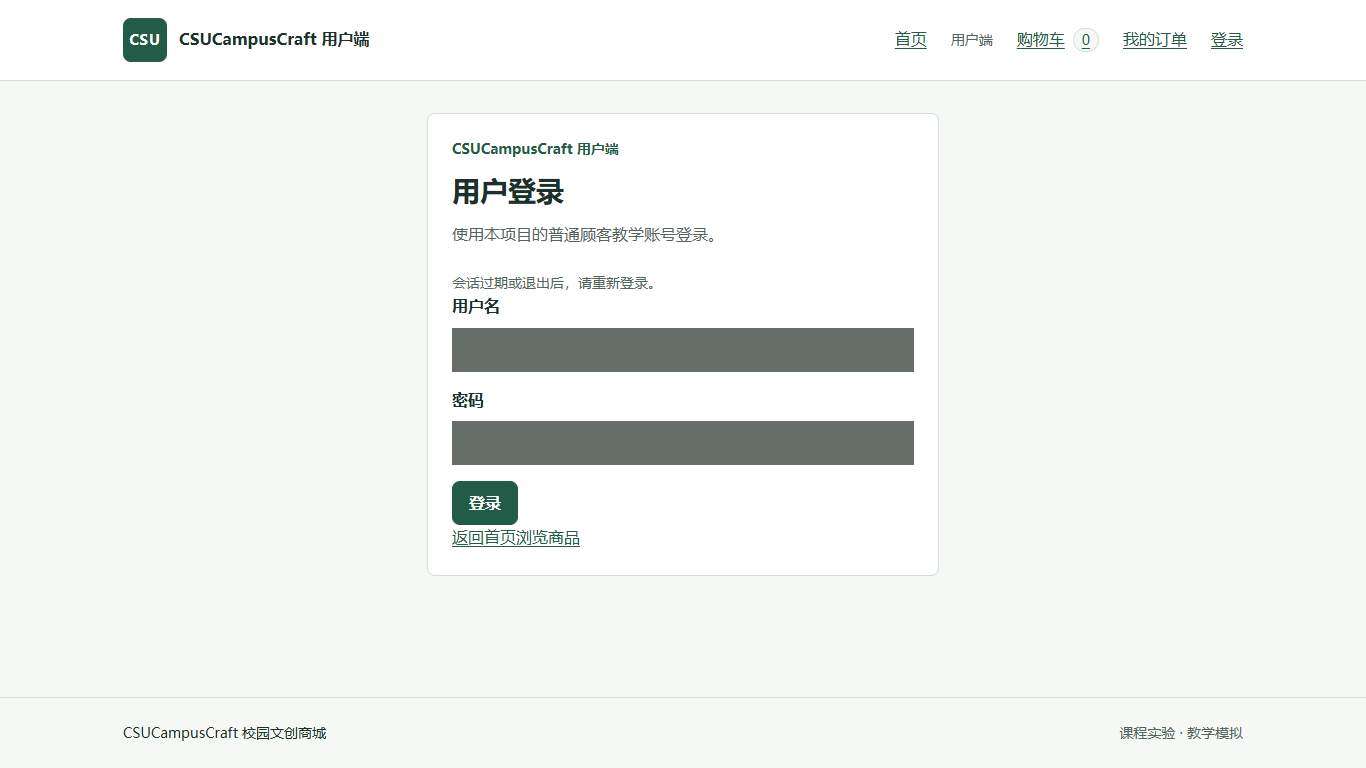 CSU CSUCampusCraft 用户端 首页 用户端 购物车 0 我的订单 登录
CSUCampusCraft 用户端
用户登录
使用本项目的普通顾客教学账号登录。
会话过期或退出后，请重新登录。
用户名
密码
登录
返回首页浏览商品
CSUCampusCraft 校园文创商城 课程实验 · 教学模拟